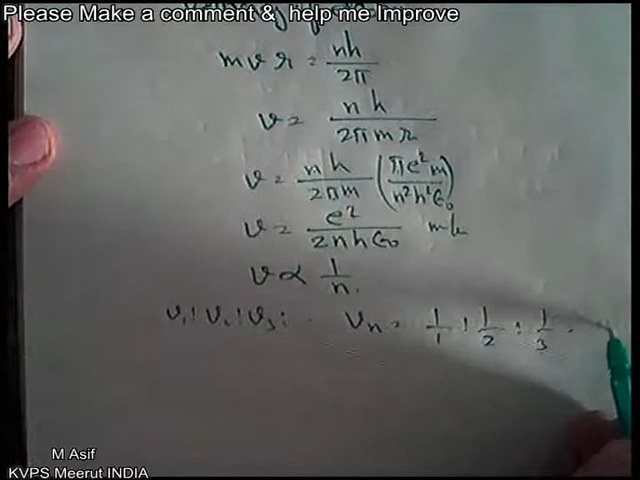 Please Make a comment & help me Improve
mvr = nh/2π
v = nh/2πmr
v = nh/2πm (πe²m/n²h²ε₀)
v = e²/2nhε₀ m/s
v ∝ 1/n.
v₁ : v₂ : v₃ : - vₙ = 1/1 : 1/2 : 1/3 .
M Asif
KVPS Meerut INDIA